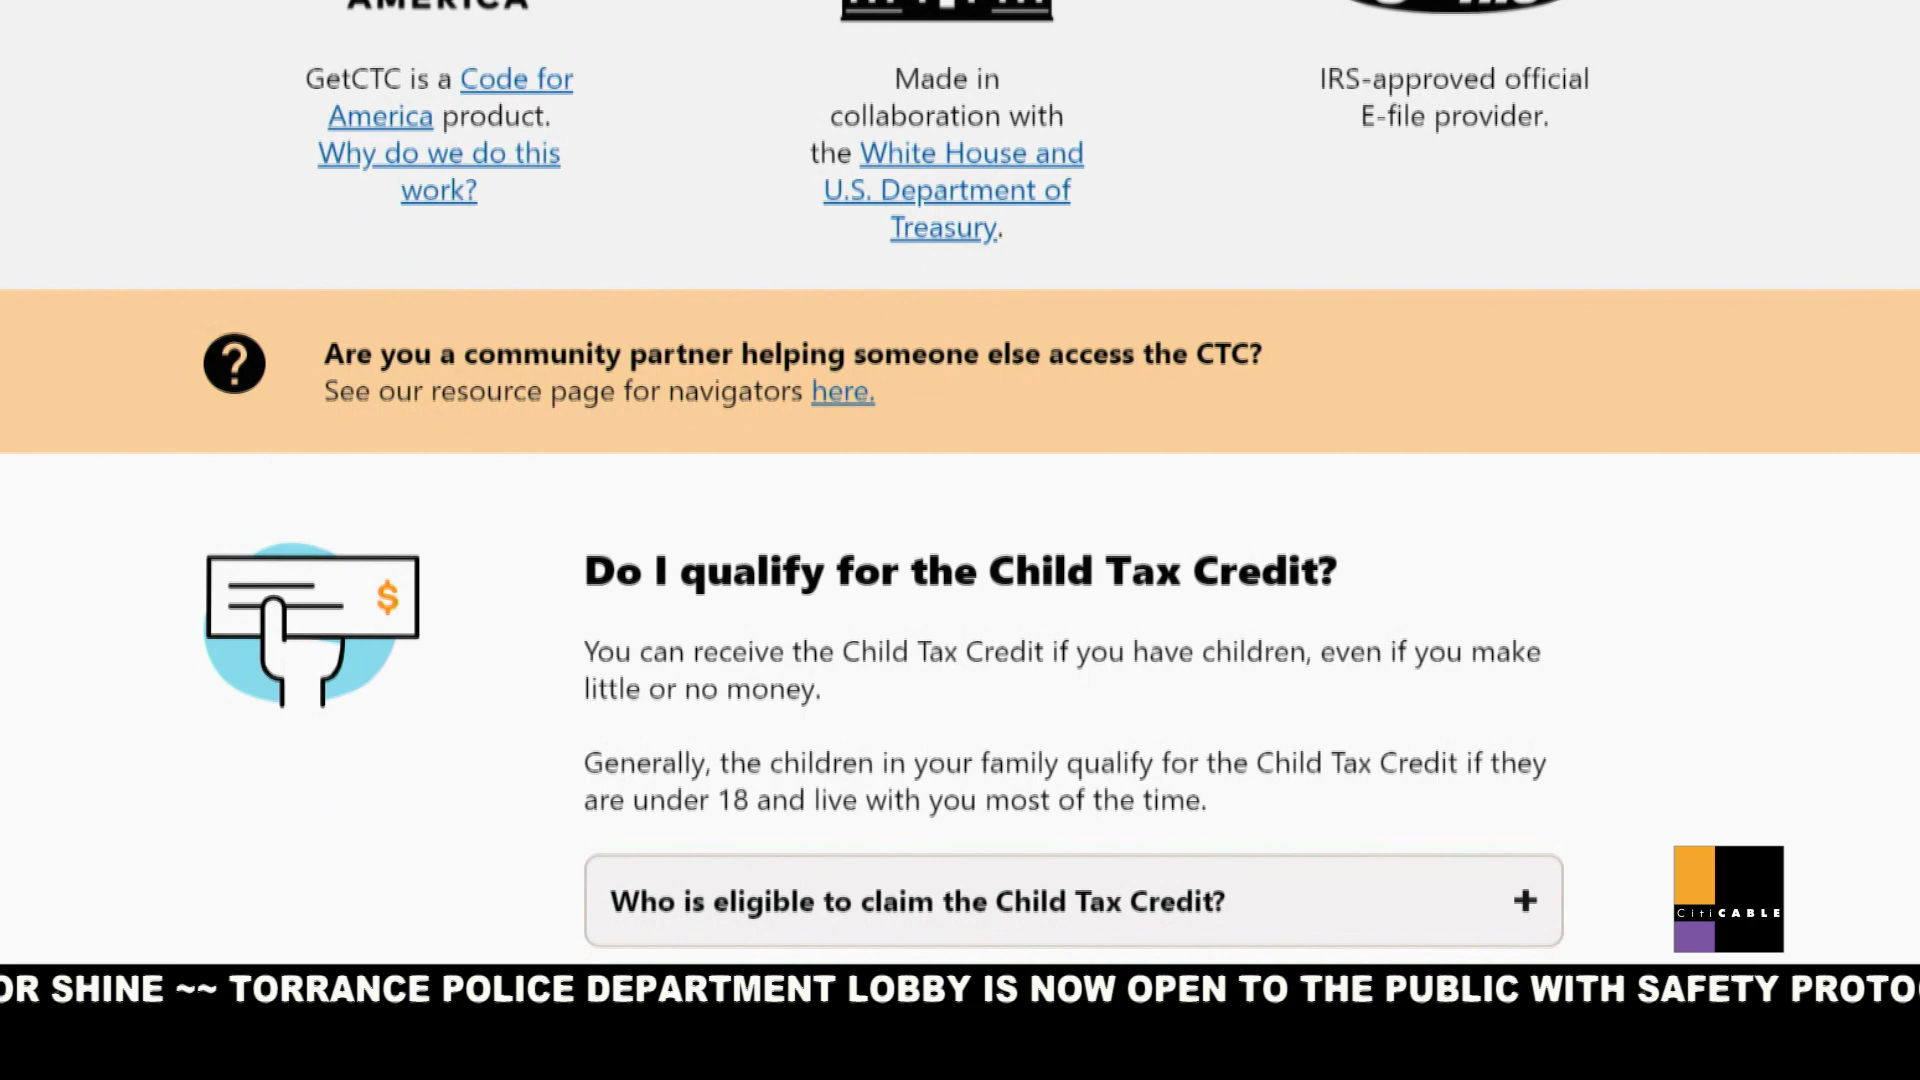 AMERICA
GetCTC is a Code for
America product.
Why do we do this
work?
Made in
collaboration with
the White House and
U.S. Department of
Treasury.
IRS-approved official
E-file provider.
?
Are you a community partner helping someone else access the CTC?
See our resource page for navigators here.
$
Do I qualify for the Child Tax Credit?
You can receive the Child Tax Credit if you have children, even if you make
little or no money.
Generally, the children in your family qualify for the Child Tax Credit if they
are under 18 and live with you most of the time.
Who is eligible to claim the Child Tax Credit? +
CitiCABLE
OR SHINE ~~ TORRANCE POLICE DEPARTMENT LOBBY IS NOW OPEN TO THE PUBLIC WITH SAFETY PROTO